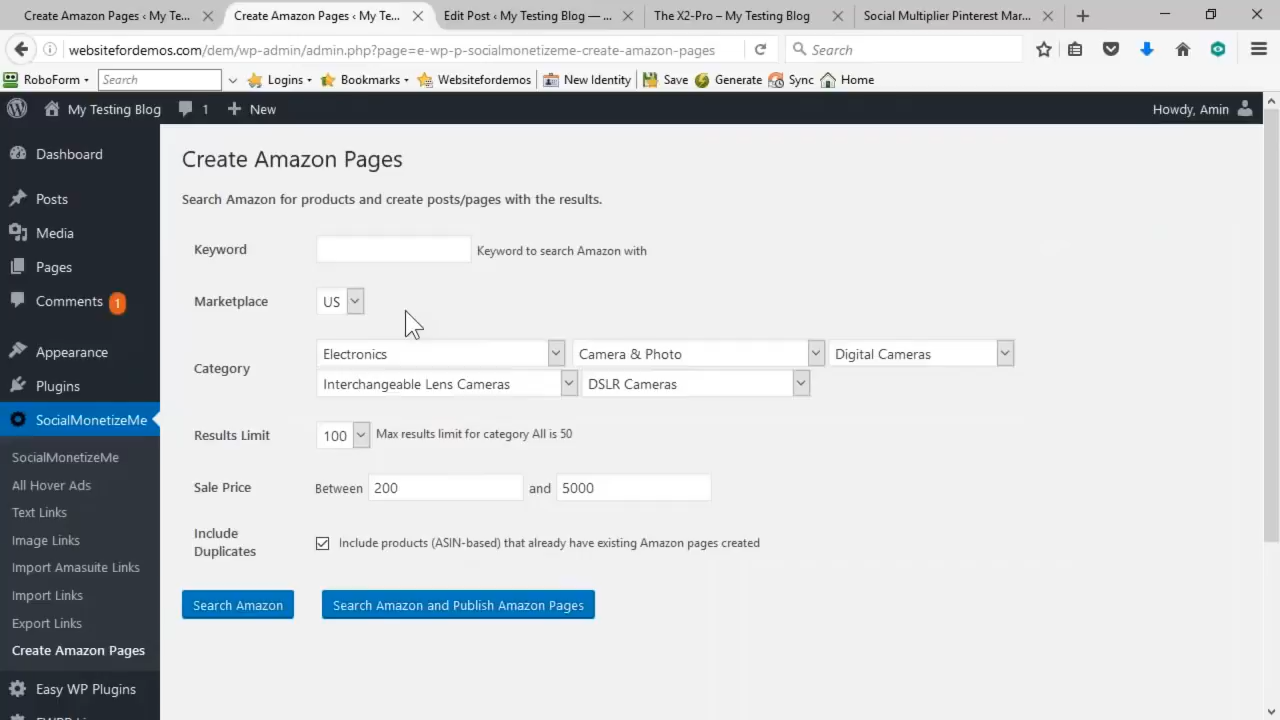 Create Amazon Pages ‹ My Te...
Create Amazon Pages ‹ My Te...
Edit Post ‹ My Testing Blog —...
The X2-Pro – My Testing Blog
Social Multiplier Pinterest Mar...
websitefordemos.com/dem/wp-admin/admin.php?page=e-wp-p-socialmonetizeme-create-amazon-pages
Search
RoboForm
Search
Logins
Bookmarks
Websitefordemos
New Identity
Save
Generate
Sync
Home
My Testing Blog
1
New
Howdy, Amin
Dashboard
Posts
Media
Pages
Comments 1
Appearance
Plugins
SocialMonetizeMe
SocialMonetizeMe
All Hover Ads
Text Links
Image Links
Import Amasuite Links
Import Links
Export Links
Create Amazon Pages
Easy WP Plugins
Create Amazon Pages
Search Amazon for products and create posts/pages with the results.
Keyword
Keyword to search Amazon with
Marketplace
US
Category
Electronics
Camera & Photo
Digital Cameras
Interchangeable Lens Cameras
DSLR Cameras
Results Limit
100
Max results limit for category All is 50
Sale Price
Between 200 and 5000
Include
Duplicates
Include products (ASIN-based) that already have existing Amazon pages created
Search Amazon
Search Amazon and Publish Amazon Pages